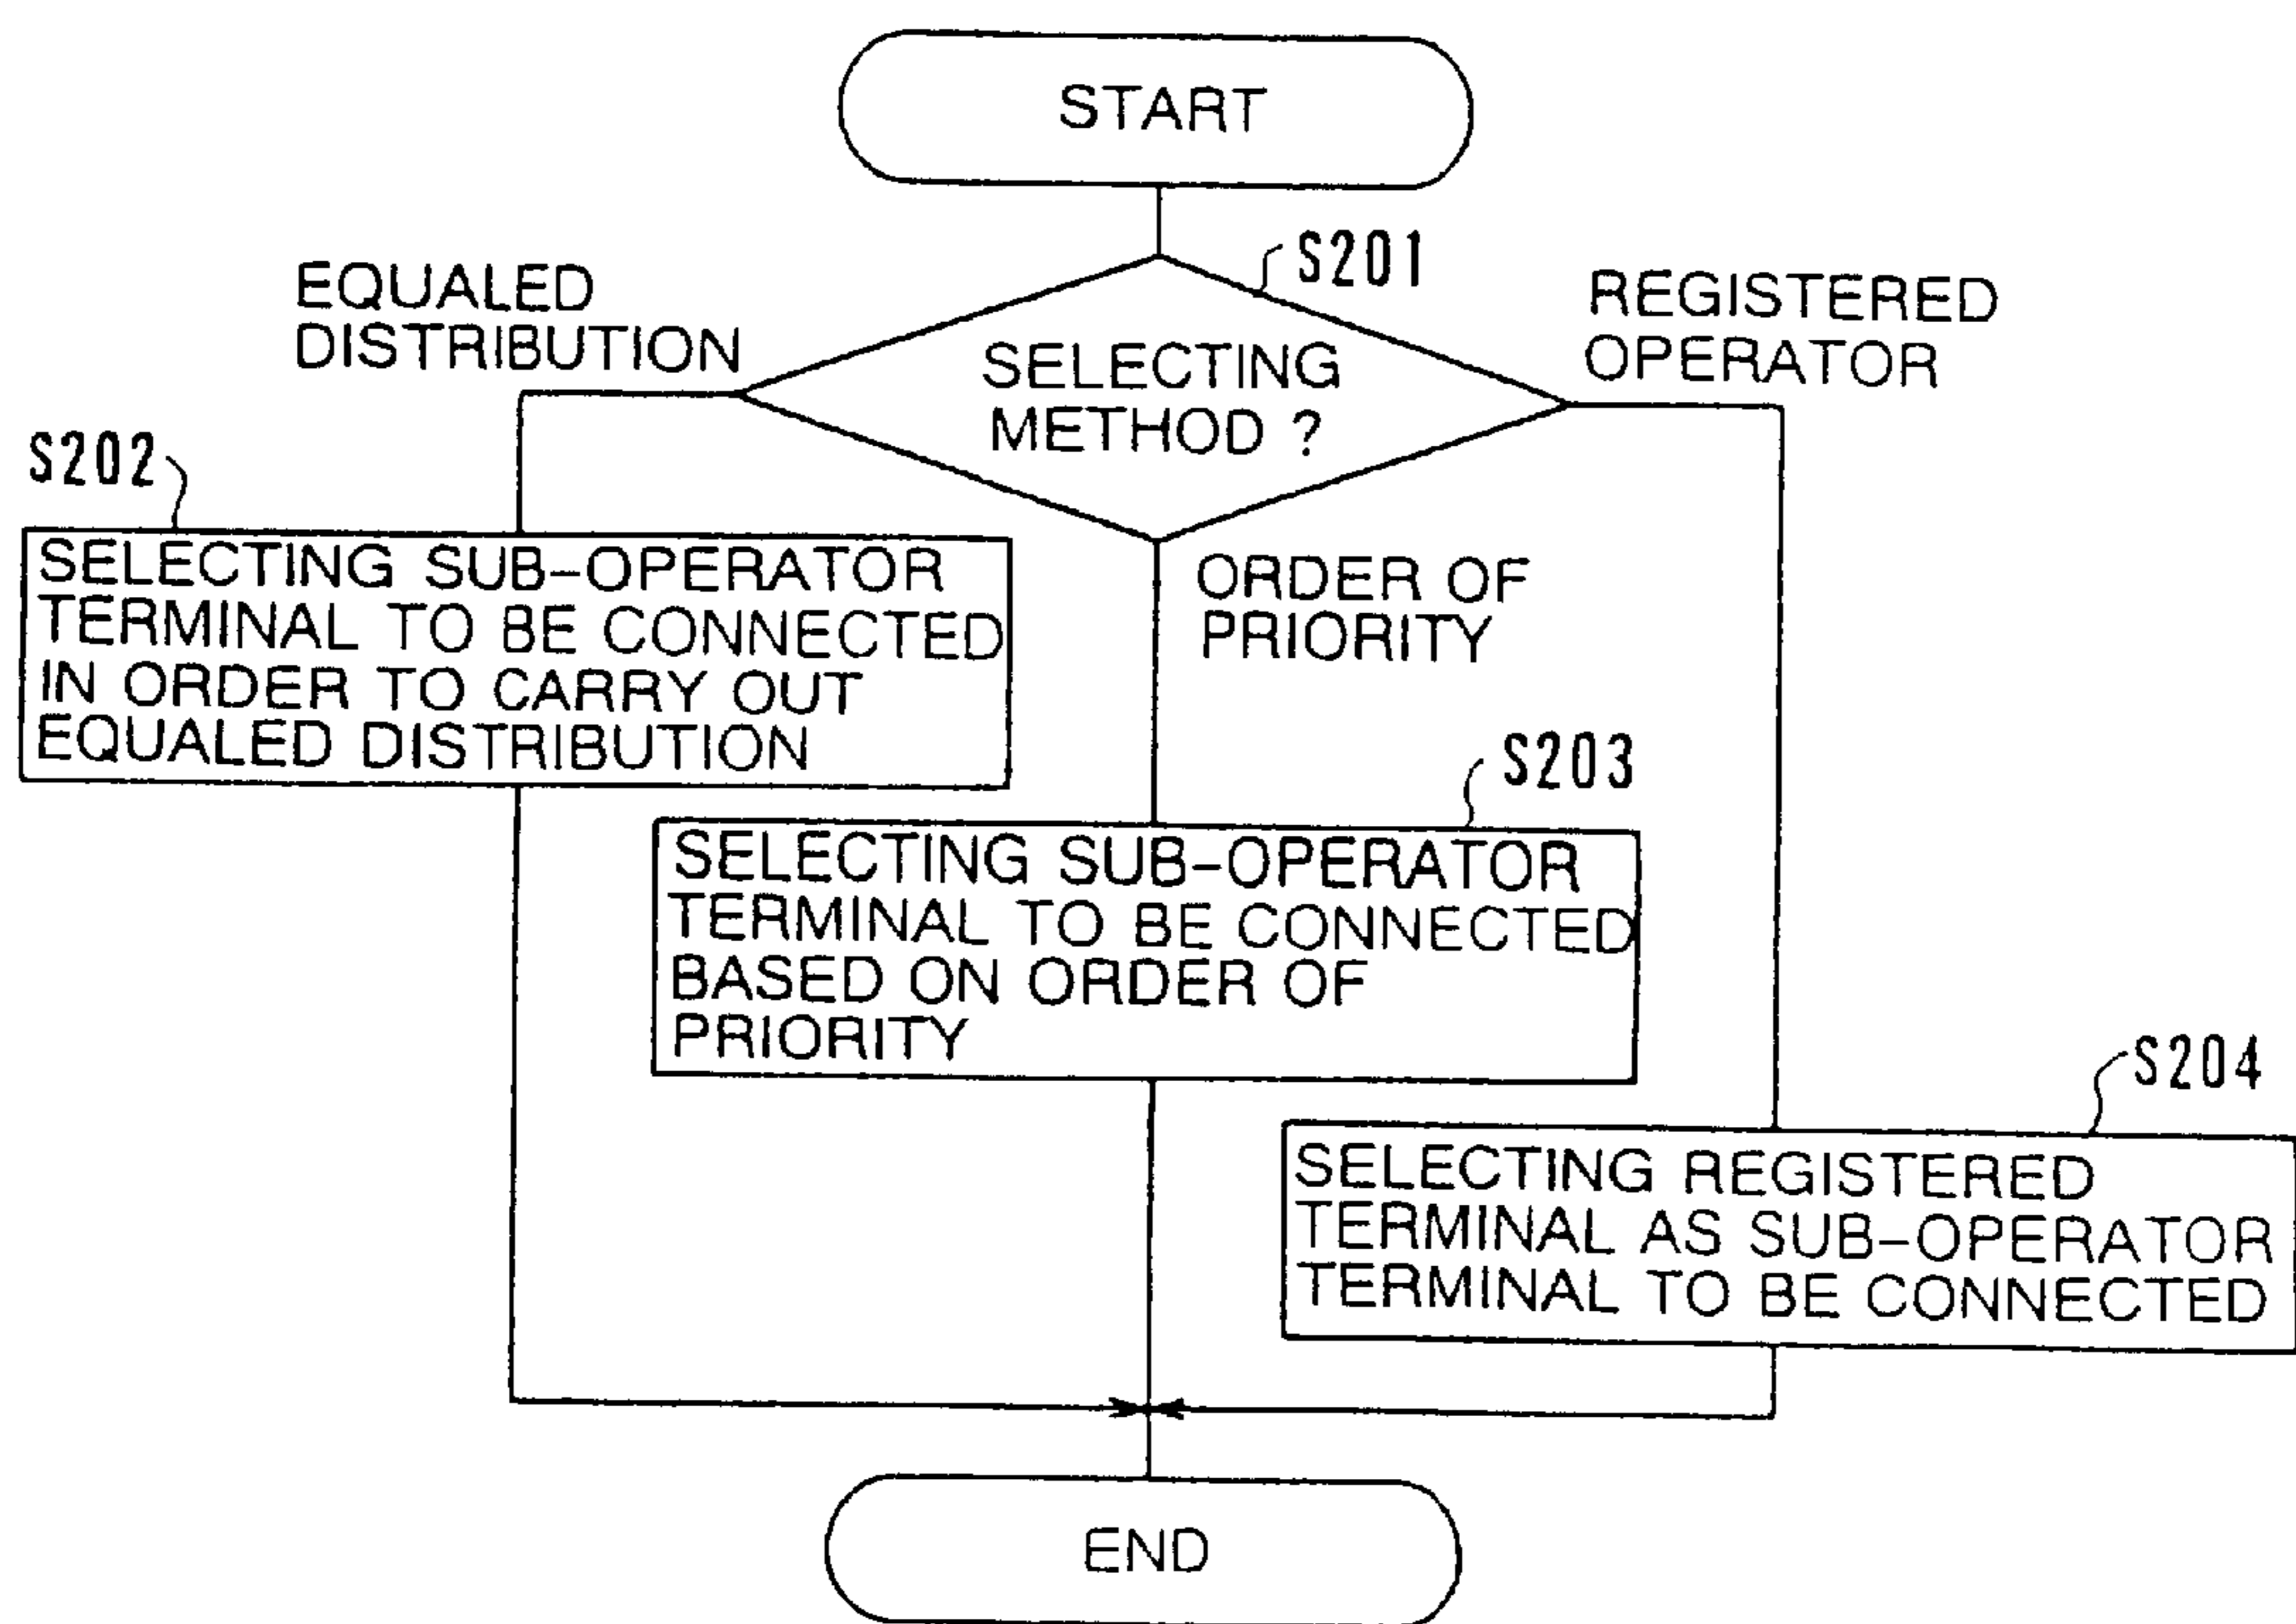 START
S201
EQUALED
DISTRIBUTION
SELECTING
METHOD ?
REGISTERED
OPERATOR
S202
SELECTING SUB-OPERATOR
TERMINAL TO BE CONNECTED
IN ORDER TO CARRY OUT
EQUALED DISTRIBUTION
ORDER OF
PRIORITY
S203
SELECTING SUB-OPERATOR
TERMINAL TO BE CONNECTED
BASED ON ORDER OF
PRIORITY
S204
SELECTING REGISTERED
TERMINAL AS SUB-OPERATOR
TERMINAL TO BE CONNECTED
END